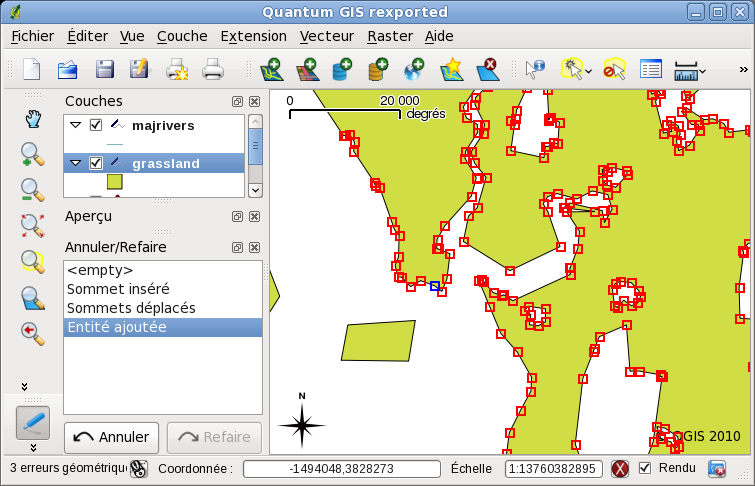 Quantum GIS rexported
Fichier Éditer Vue Couche Extension Vecteur Raster Aide
»
Couches
majrivers
grassland
Aperçu
Annuler/Refaire
<empty>
Sommet inséré
Sommets déplacés
Entité ajoutée
Annuler Refaire
0 20 000
degrés
N
QGIS 2010
3 erreurs géométriqu
Coordonnée : -1494048,3828273 Échelle 1:13760382895 Rendu